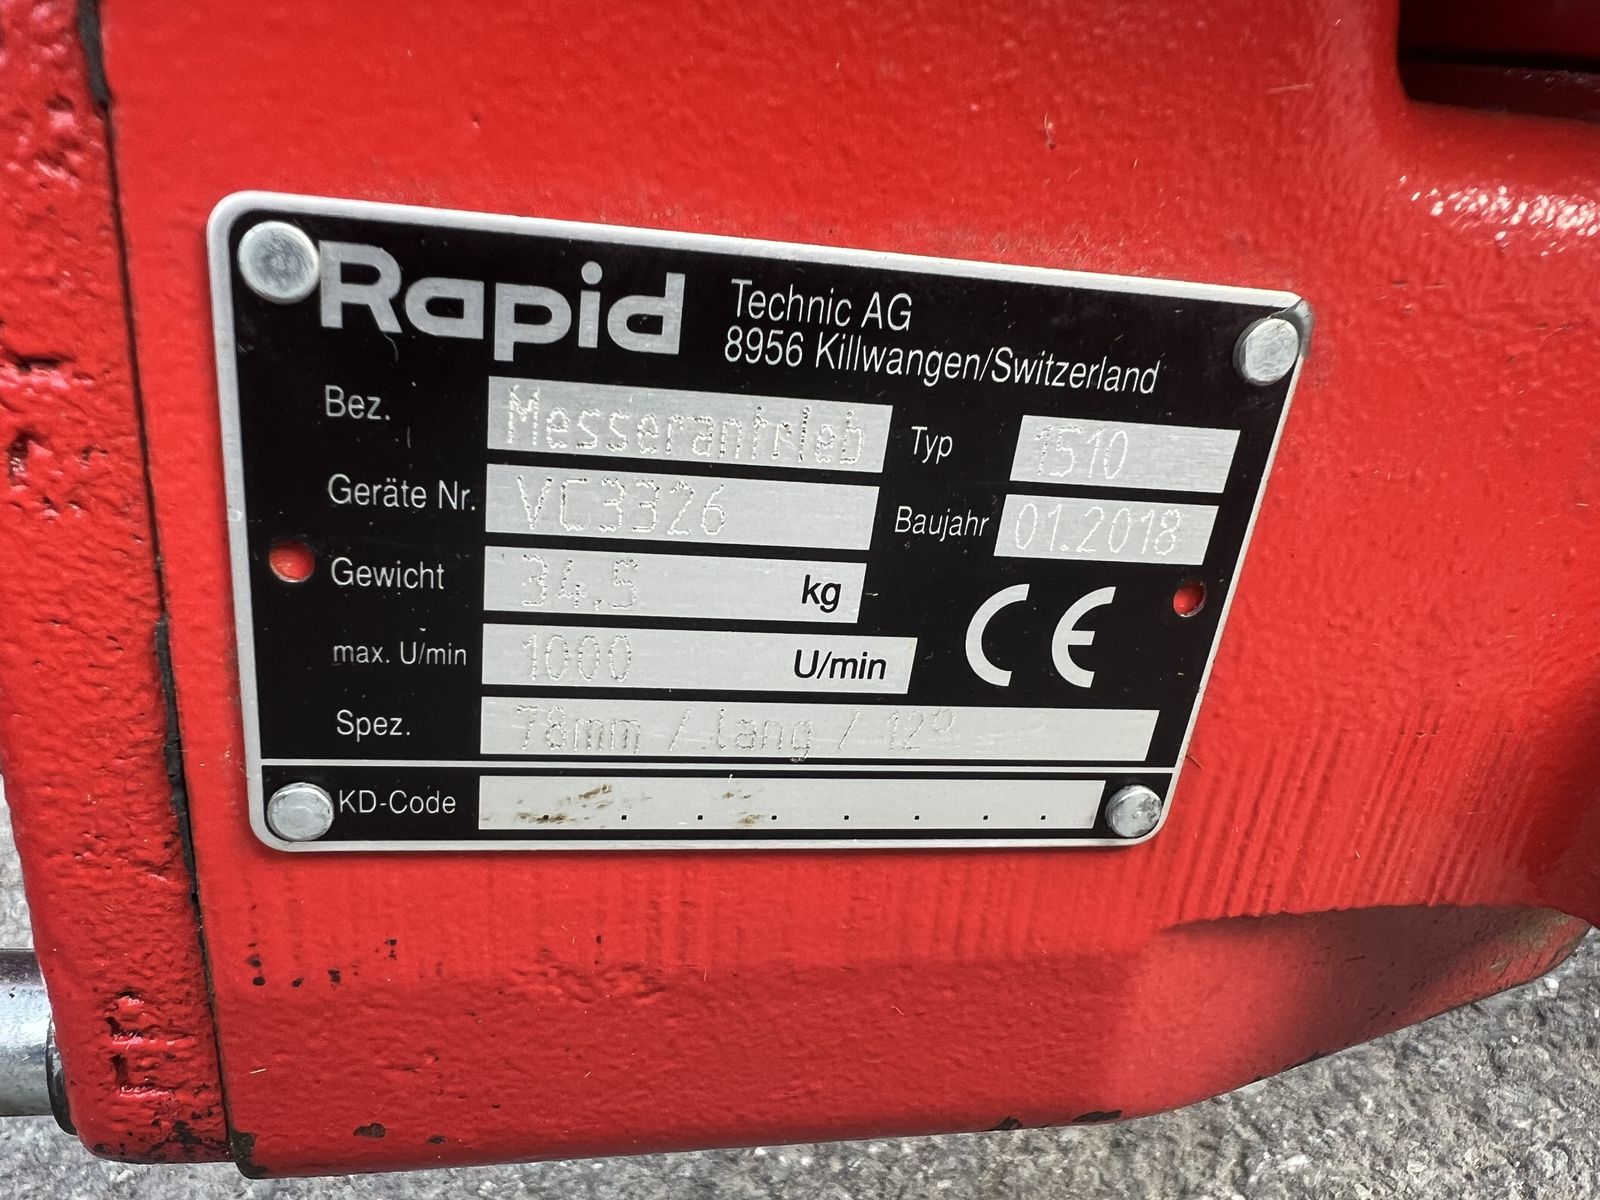 Rapid
Technic AG
8956 Killwangen/Switzerland
Bez. Messerantrieb Typ 1510
Geräte Nr. VC3326 Baujahr 01.2018
Gewicht 34,5 kg
max. U/min 1000 U/min
CE
Spez. 78mm / lang / 12°
KD-Code